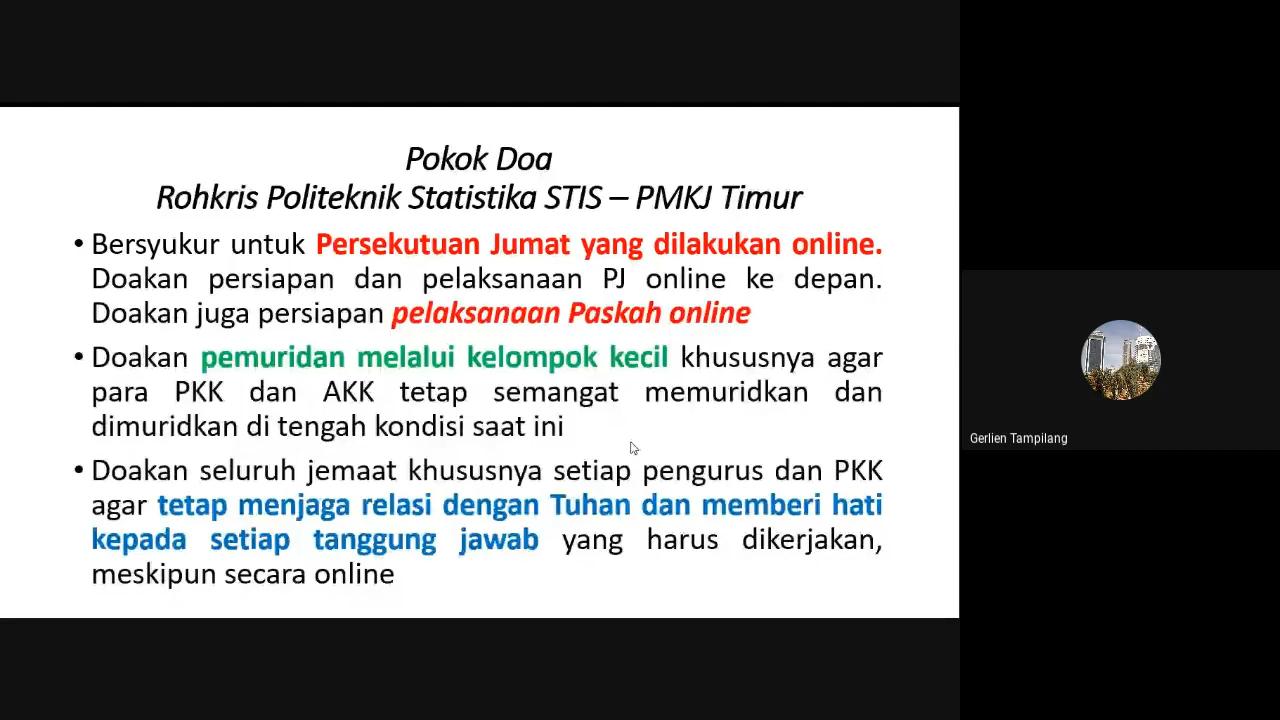 Pokok Doa
Rohkris Politeknik Statistika STIS – PMKJ Timur
• Bersyukur untuk Persekutuan Jumat yang dilakukan online.
Doakan persiapan dan pelaksanaan PJ online ke depan.
Doakan juga persiapan pelaksanaan Paskah online
• Doakan pemuridan melalui kelompok kecil khususnya agar
para PKK dan AKK tetap semangat memuridkan dan
dimuridkan di tengah kondisi saat ini
• Doakan seluruh jemaat khususnya setiap pengurus dan PKK
agar tetap menjaga relasi dengan Tuhan dan memberi hati
kepada setiap tanggung jawab yang harus dikerjakan,
meskipun secara online
Gerlien Tampilang